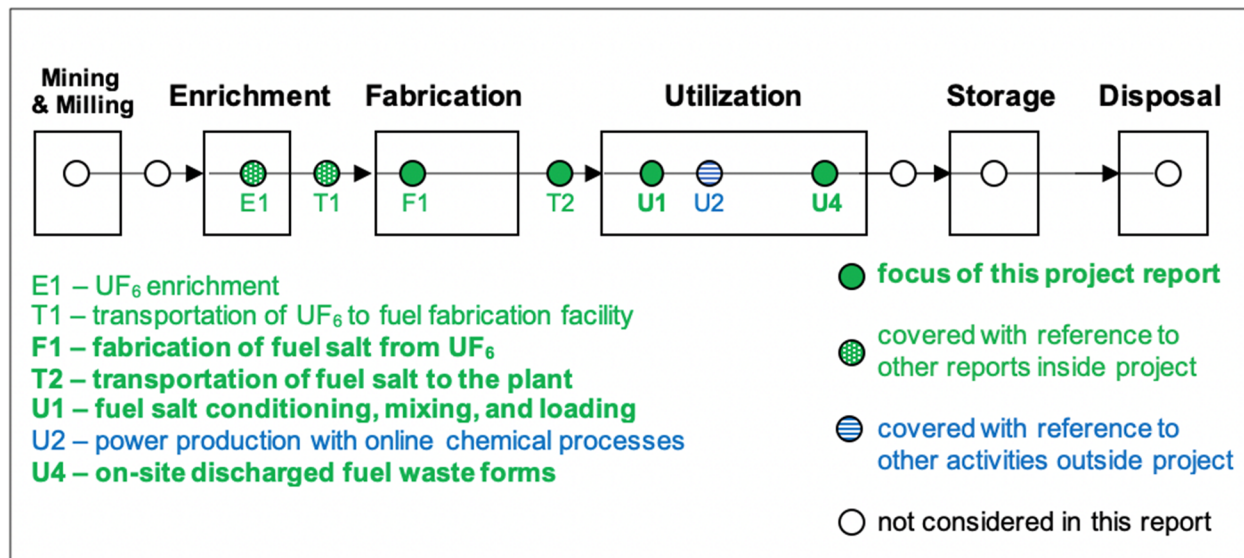 Mining
& Milling
Enrichment
Fabrication
Utilization
Storage
Disposal
E1
T1
F1
T2
U1
U2
U4
E1 – UF₆ enrichment
T1 – transportation of UF₆ to fuel fabrication facility
F1 – fabrication of fuel salt from UF₆
T2 – transportation of fuel salt to the plant
U1 – fuel salt conditioning, mixing, and loading
U2 – power production with online chemical processes
U4 – on-site discharged fuel waste forms
focus of this project report
covered with reference to
other reports inside project
covered with reference to
other activities outside project
not considered in this report